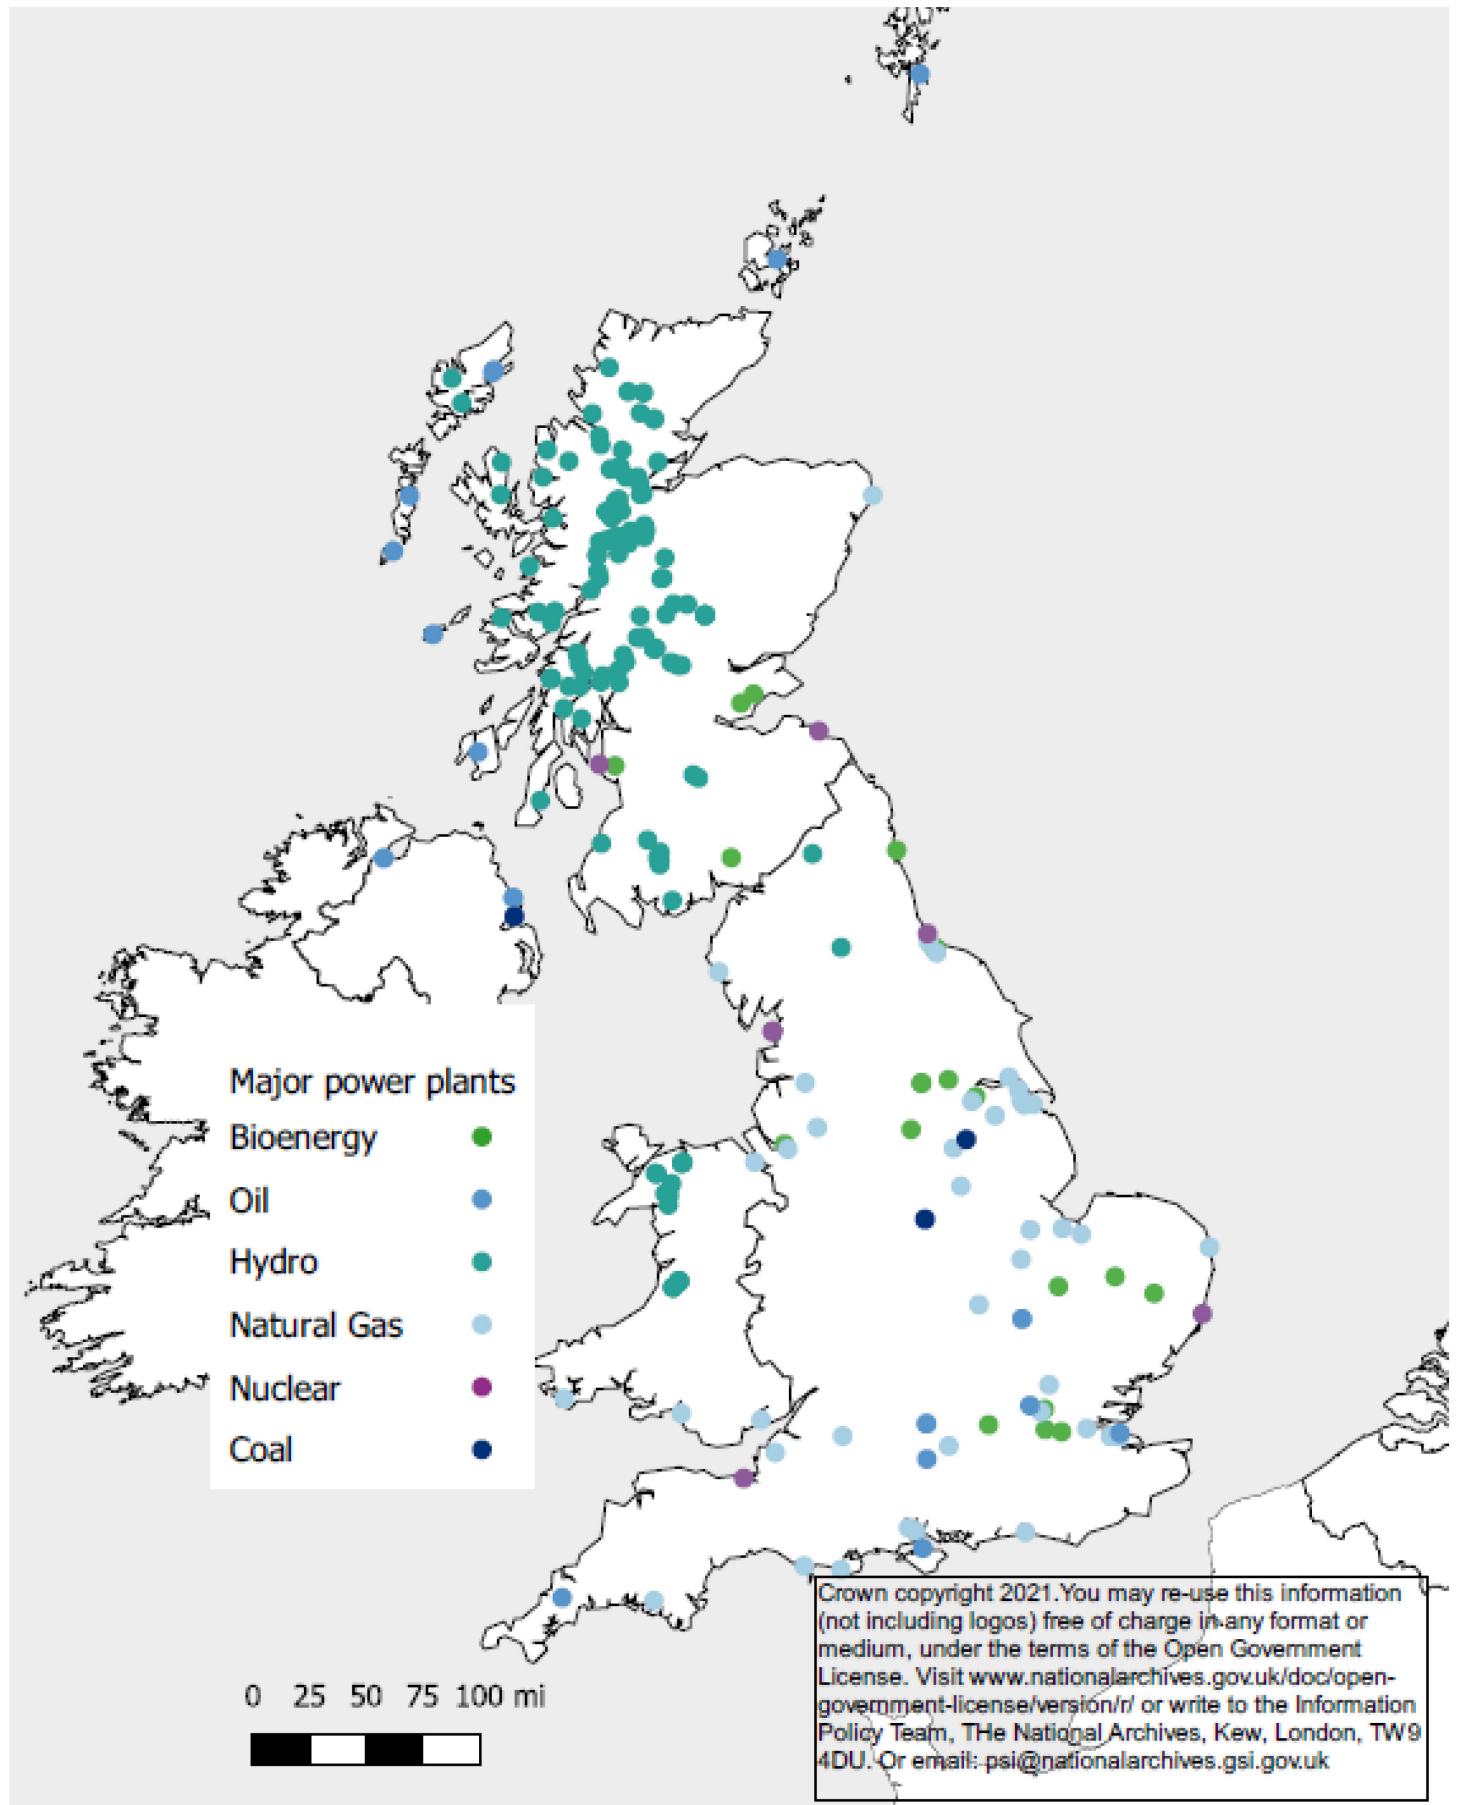 Major power plants
Bioenergy
Oil
Hydro
Natural Gas
Nuclear
Coal
Crown copyright 2021.You may re-use this information
(not including logos) free of charge in any format or
medium, under the terms of the Open Government
License. Visit www.nationalarchives.gov.uk/doc/open-
government-license/version/r/ or write to the Information
Policy Team, THe National Archives, Kew, London, TW9
4DU. Or email: psi@nationalarchives.gsi.gov.uk
0 25 50 75 100 mi